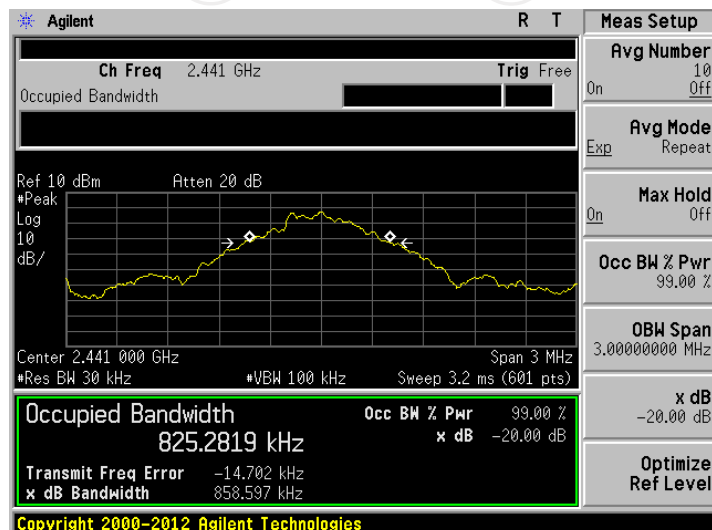 Agilent R T Meas Setup
Ch Freq 2.441 GHz Trig Free
Occupied Bandwidth
Ref 10 dBm Atten 20 dB
#Peak
Log
10
dB/
Center 2.441 000 GHz Span 3 MHz
#Res BW 30 kHz #VBW 100 kHz Sweep 3.2 ms (601 pts)
Occupied Bandwidth
825.2819 kHz
Occ BW % Pwr 99.00 %
x dB -20.00 dB
Transmit Freq Error -14.702 kHz
x dB Bandwidth 858.597 kHz
Avg Number
10
On Off
Avg Mode
Exp Repeat
Max Hold
On Off
Occ BW % Pwr
99.00 %
OBW Span
3.00000000 MHz
x dB
-20.00 dB
Optimize
Ref Level
Copyright 2000-2012 Agilent Technologies